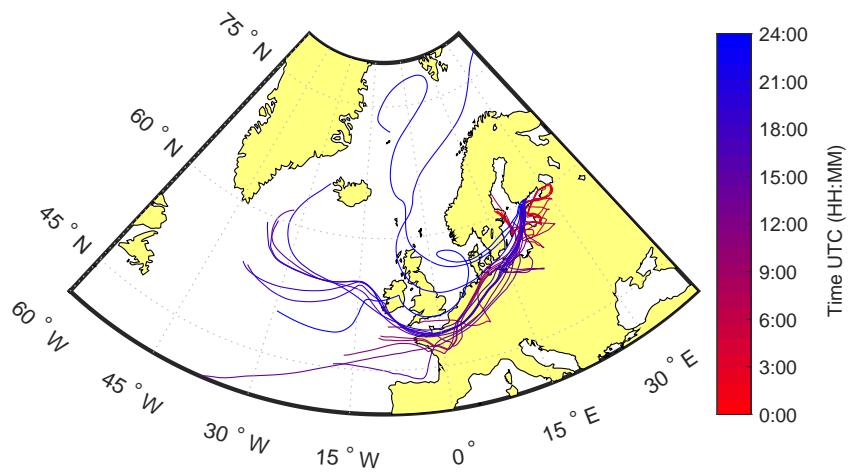 75 ° N
60 ° N
45 ° N
60 ° W
45 ° W
30 ° W
15 ° W
0 °
15 ° E
30 ° E
24:00
21:00
18:00
15:00
12:00
9:00
6:00
3:00
0:00
Time UTC (HH:MM)